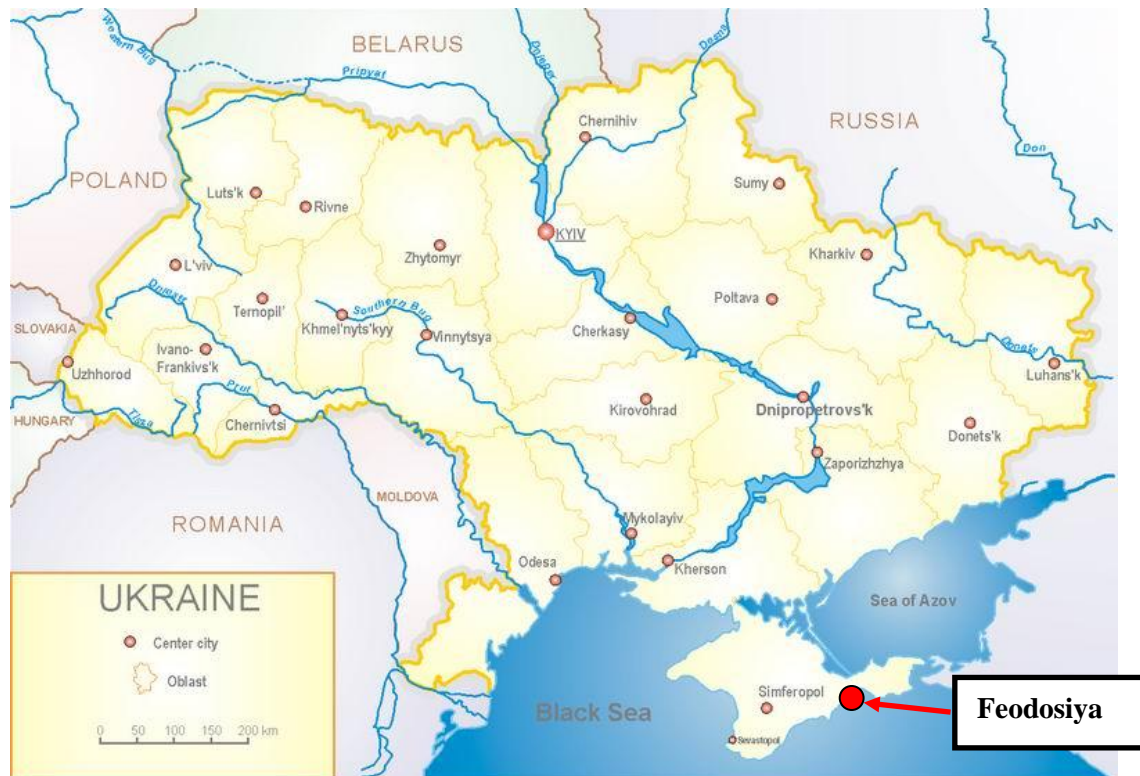 BELARUS
Western Bug
Pripyat
Dnieper
Desna
Chernihiv
RUSSIA
Don
POLAND
Luts'k
Rivne
Sumy
KYIV
Zhytomyr
Kharkiv
L'viv
Dniestr
Ternopil'
Southern Bug
Khmel'nyts'kyy
Vinnytsya
Cherkasy
Poltava
SLOVAKIA
Ivano-
Frankivs'k
Uzhhorod
Donets
Luhans'k
Prut
Kirovohrad
Dnipropetrovs'k
HUNGARY
Tisa
Chernivtsi
Donets'k
Zaporizhzhya
MOLDOVA
ROMANIA
Mykolayiv
Odesa
Kherson
UKRAINE
Sea of Azov
Center city
Oblast
Simferopol
Feodosiya
Black Sea
0 50 100 150 200 km
Sevastopol